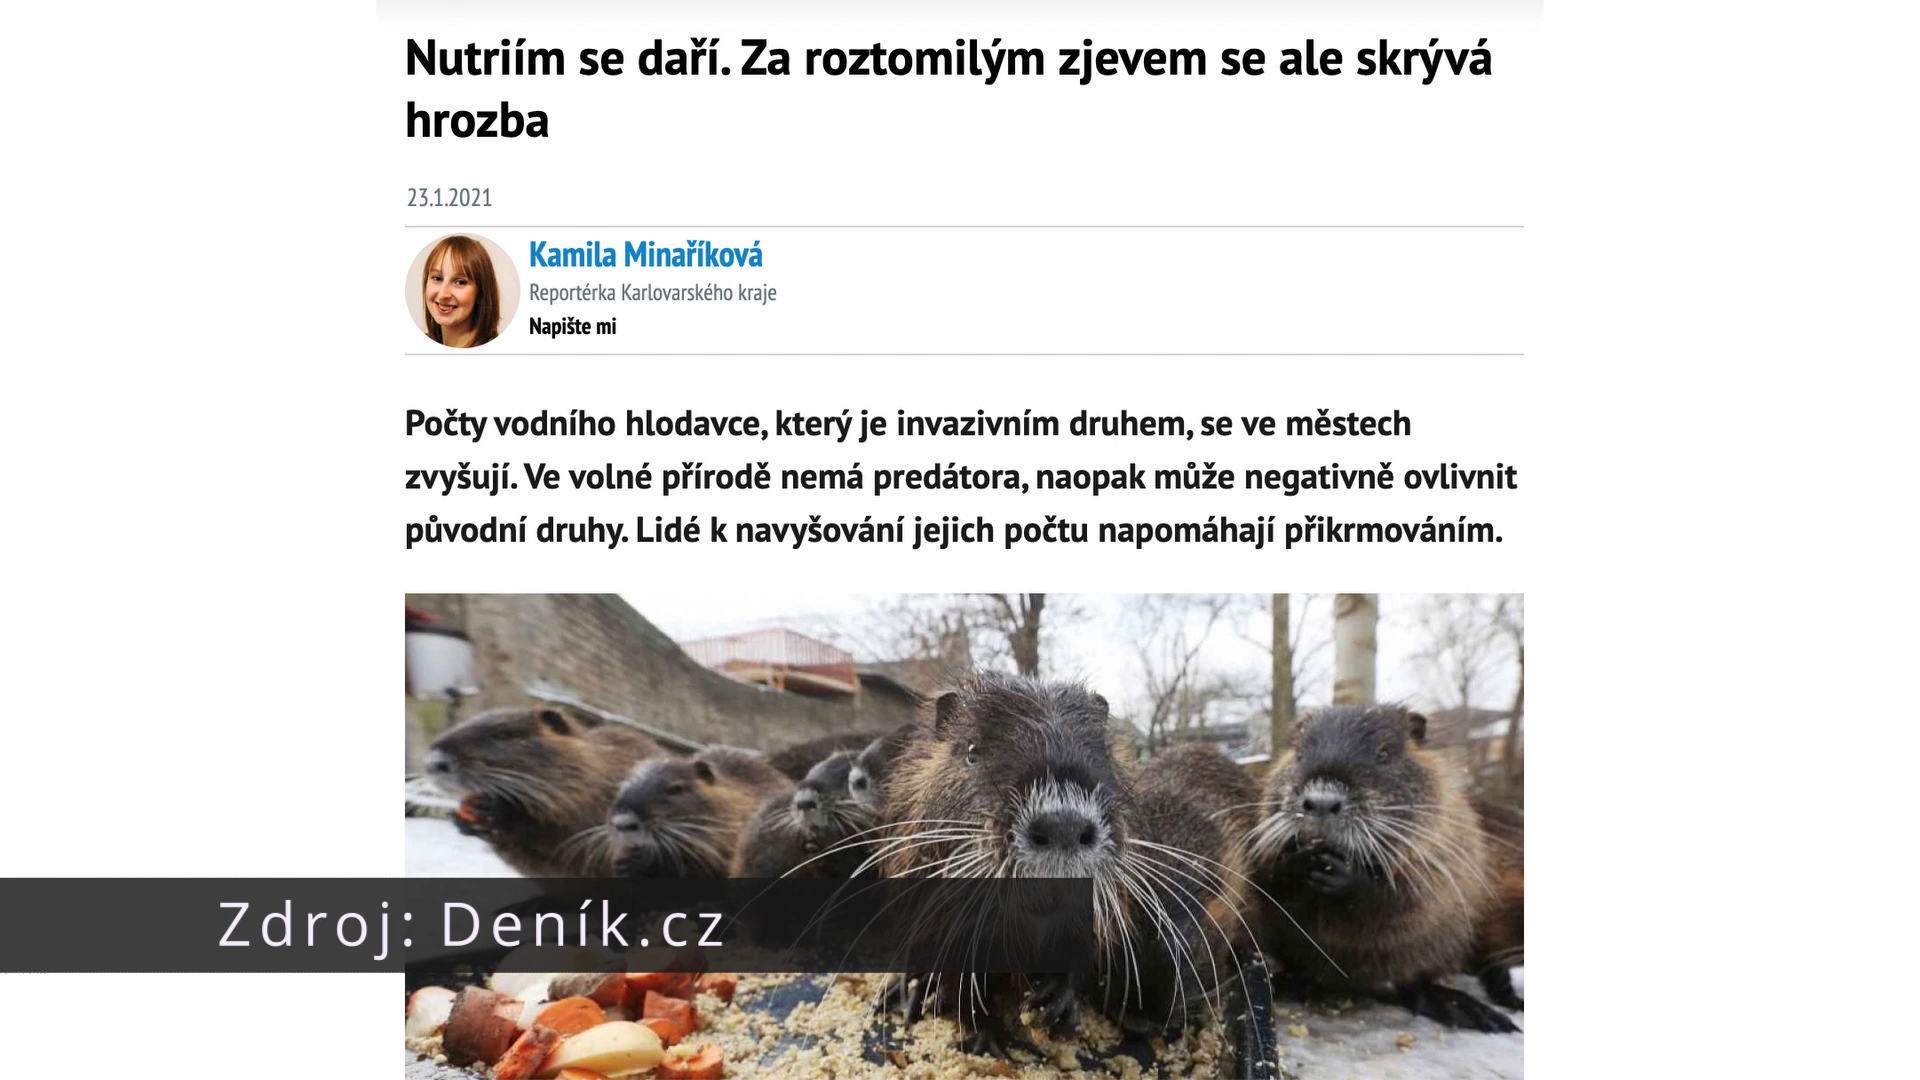 Nutriím se daří. Za roztomilým zjevem se ale skrývá
hrozba
23.1.2021
Kamila Minaříková
Reportérka Karlovarského kraje
Napište mi
Počty vodního hlodavce, který je invazivním druhem, se ve městech
zvyšují. Ve volné přírodě nemá predátora, naopak může negativně ovlivnit
původní druhy. Lidé k navyšování jejich počtu napomáhají přikrmováním.
Zdroj: Deník.cz